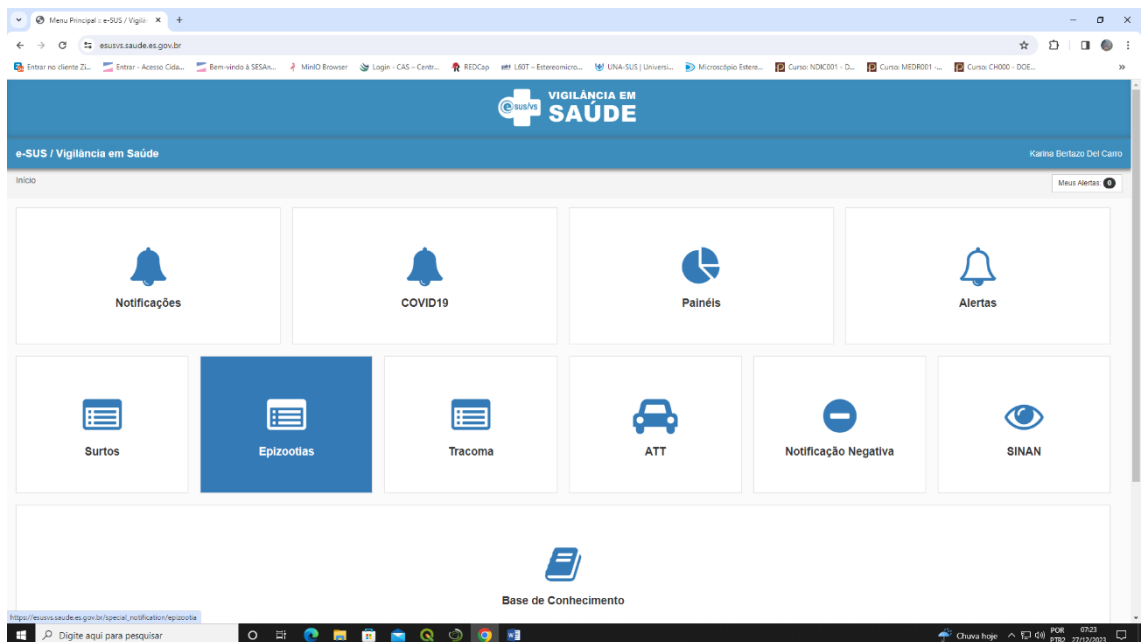 Menu Principal :: e-SUS / Vigilâ
esusvs.saude.es.gov.br
Entrar no cliente Zi... Entrar - Acesso Cida... Bem-vindo à SESAn... MinIO Browser Login - CAS – Centr... REDCap L60T – Estereomicro... UNA-SUS | Universi... Microscópio Estere... Curso: NDIC001 - D... Curso: MEDR001 -... Curso: CH000 - DOE...
e-sus/vs VIGILÂNCIA EM
SAÚDE
e-SUS / Vigilância em Saúde Karina Bertazo Del Carro
Início Meus Alertas: 0
Notificações COVID19 Painéis Alertas
Surtos Epizootias Tracoma ATT Notificação Negativa SINAN
Base de Conhecimento
https://esusvs.saude.es.gov.br/special_notification/epizootia
Digite aqui para pesquisar Chuva hoje POR 07:23
PTB2 27/12/2023